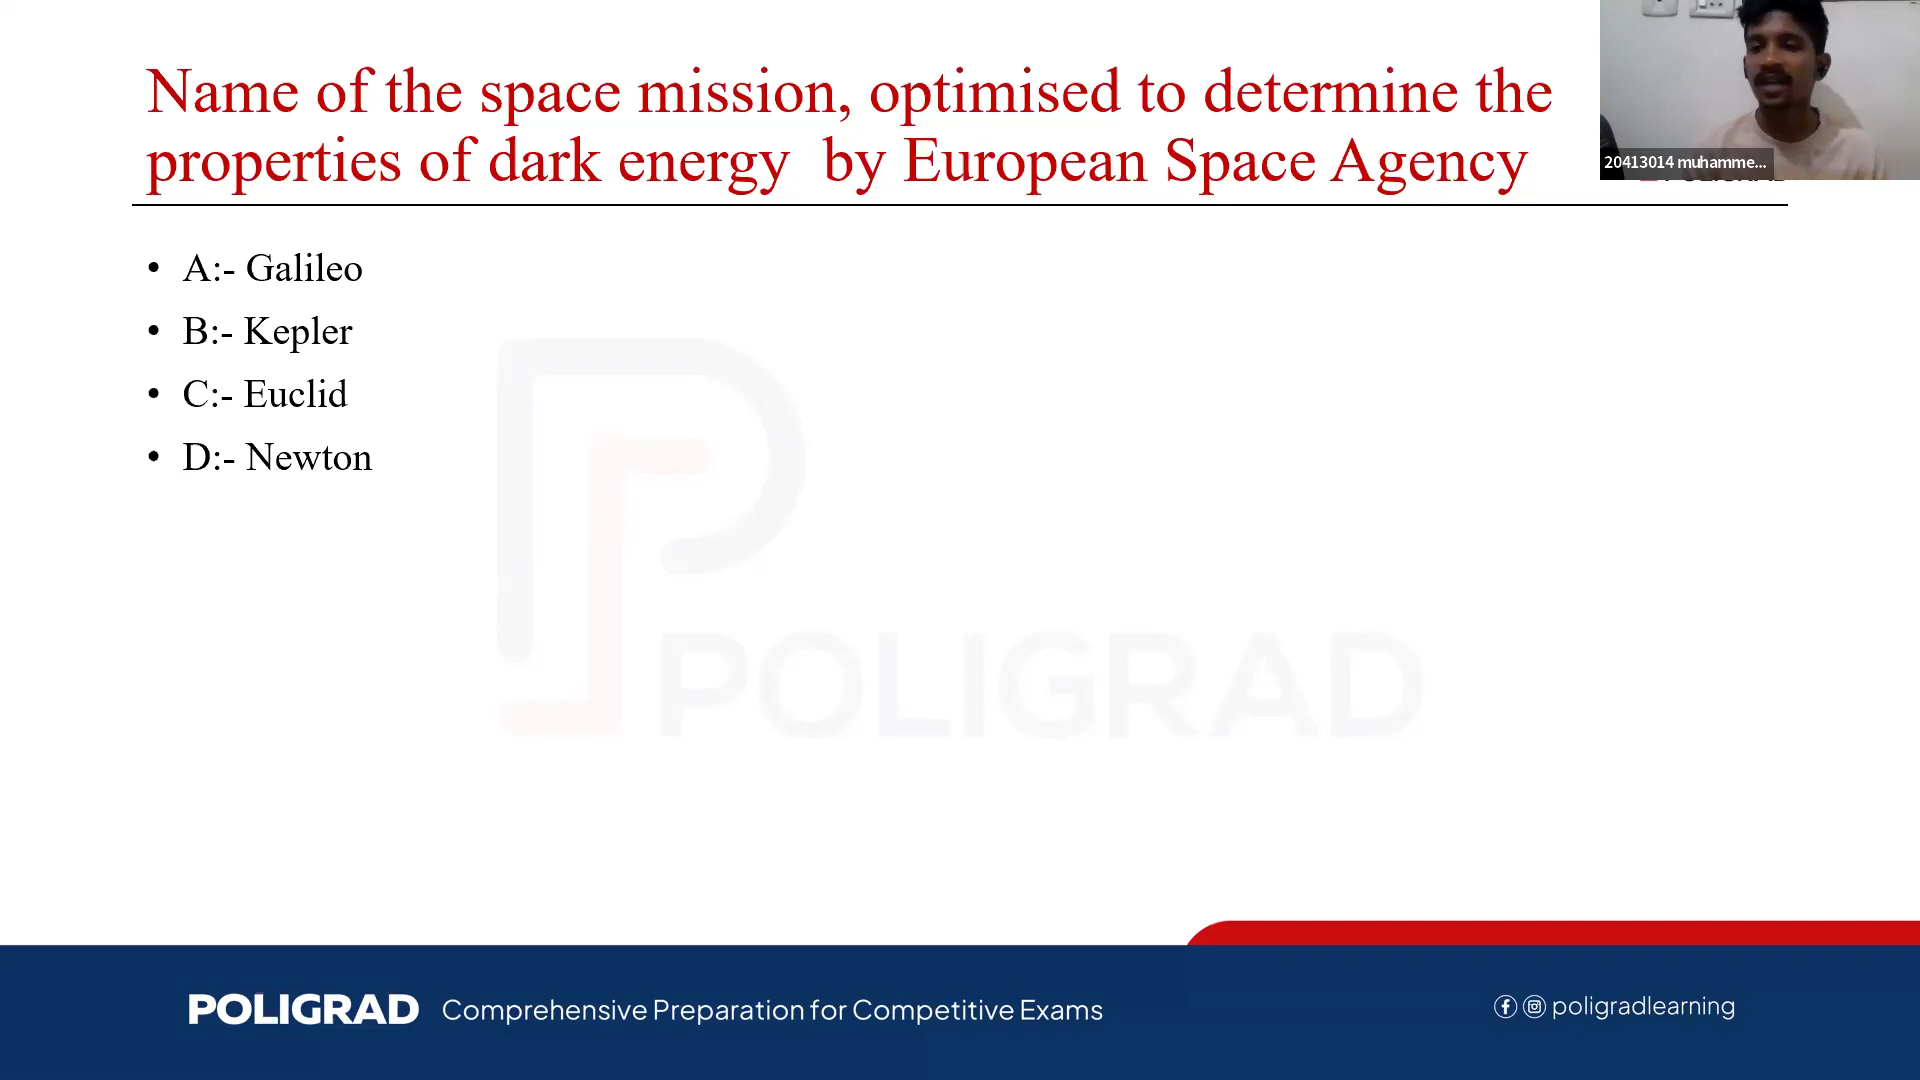 Name of the space mission, optimised to determine the
properties of dark energy by European Space Agency
20413014 muhamme...
• A:- Galileo
• B:- Kepler
• C:- Euclid
• D:- Newton
POLIGRAD
POLIGRAD Comprehensive Preparation for Competitive Exams
poligradlearning